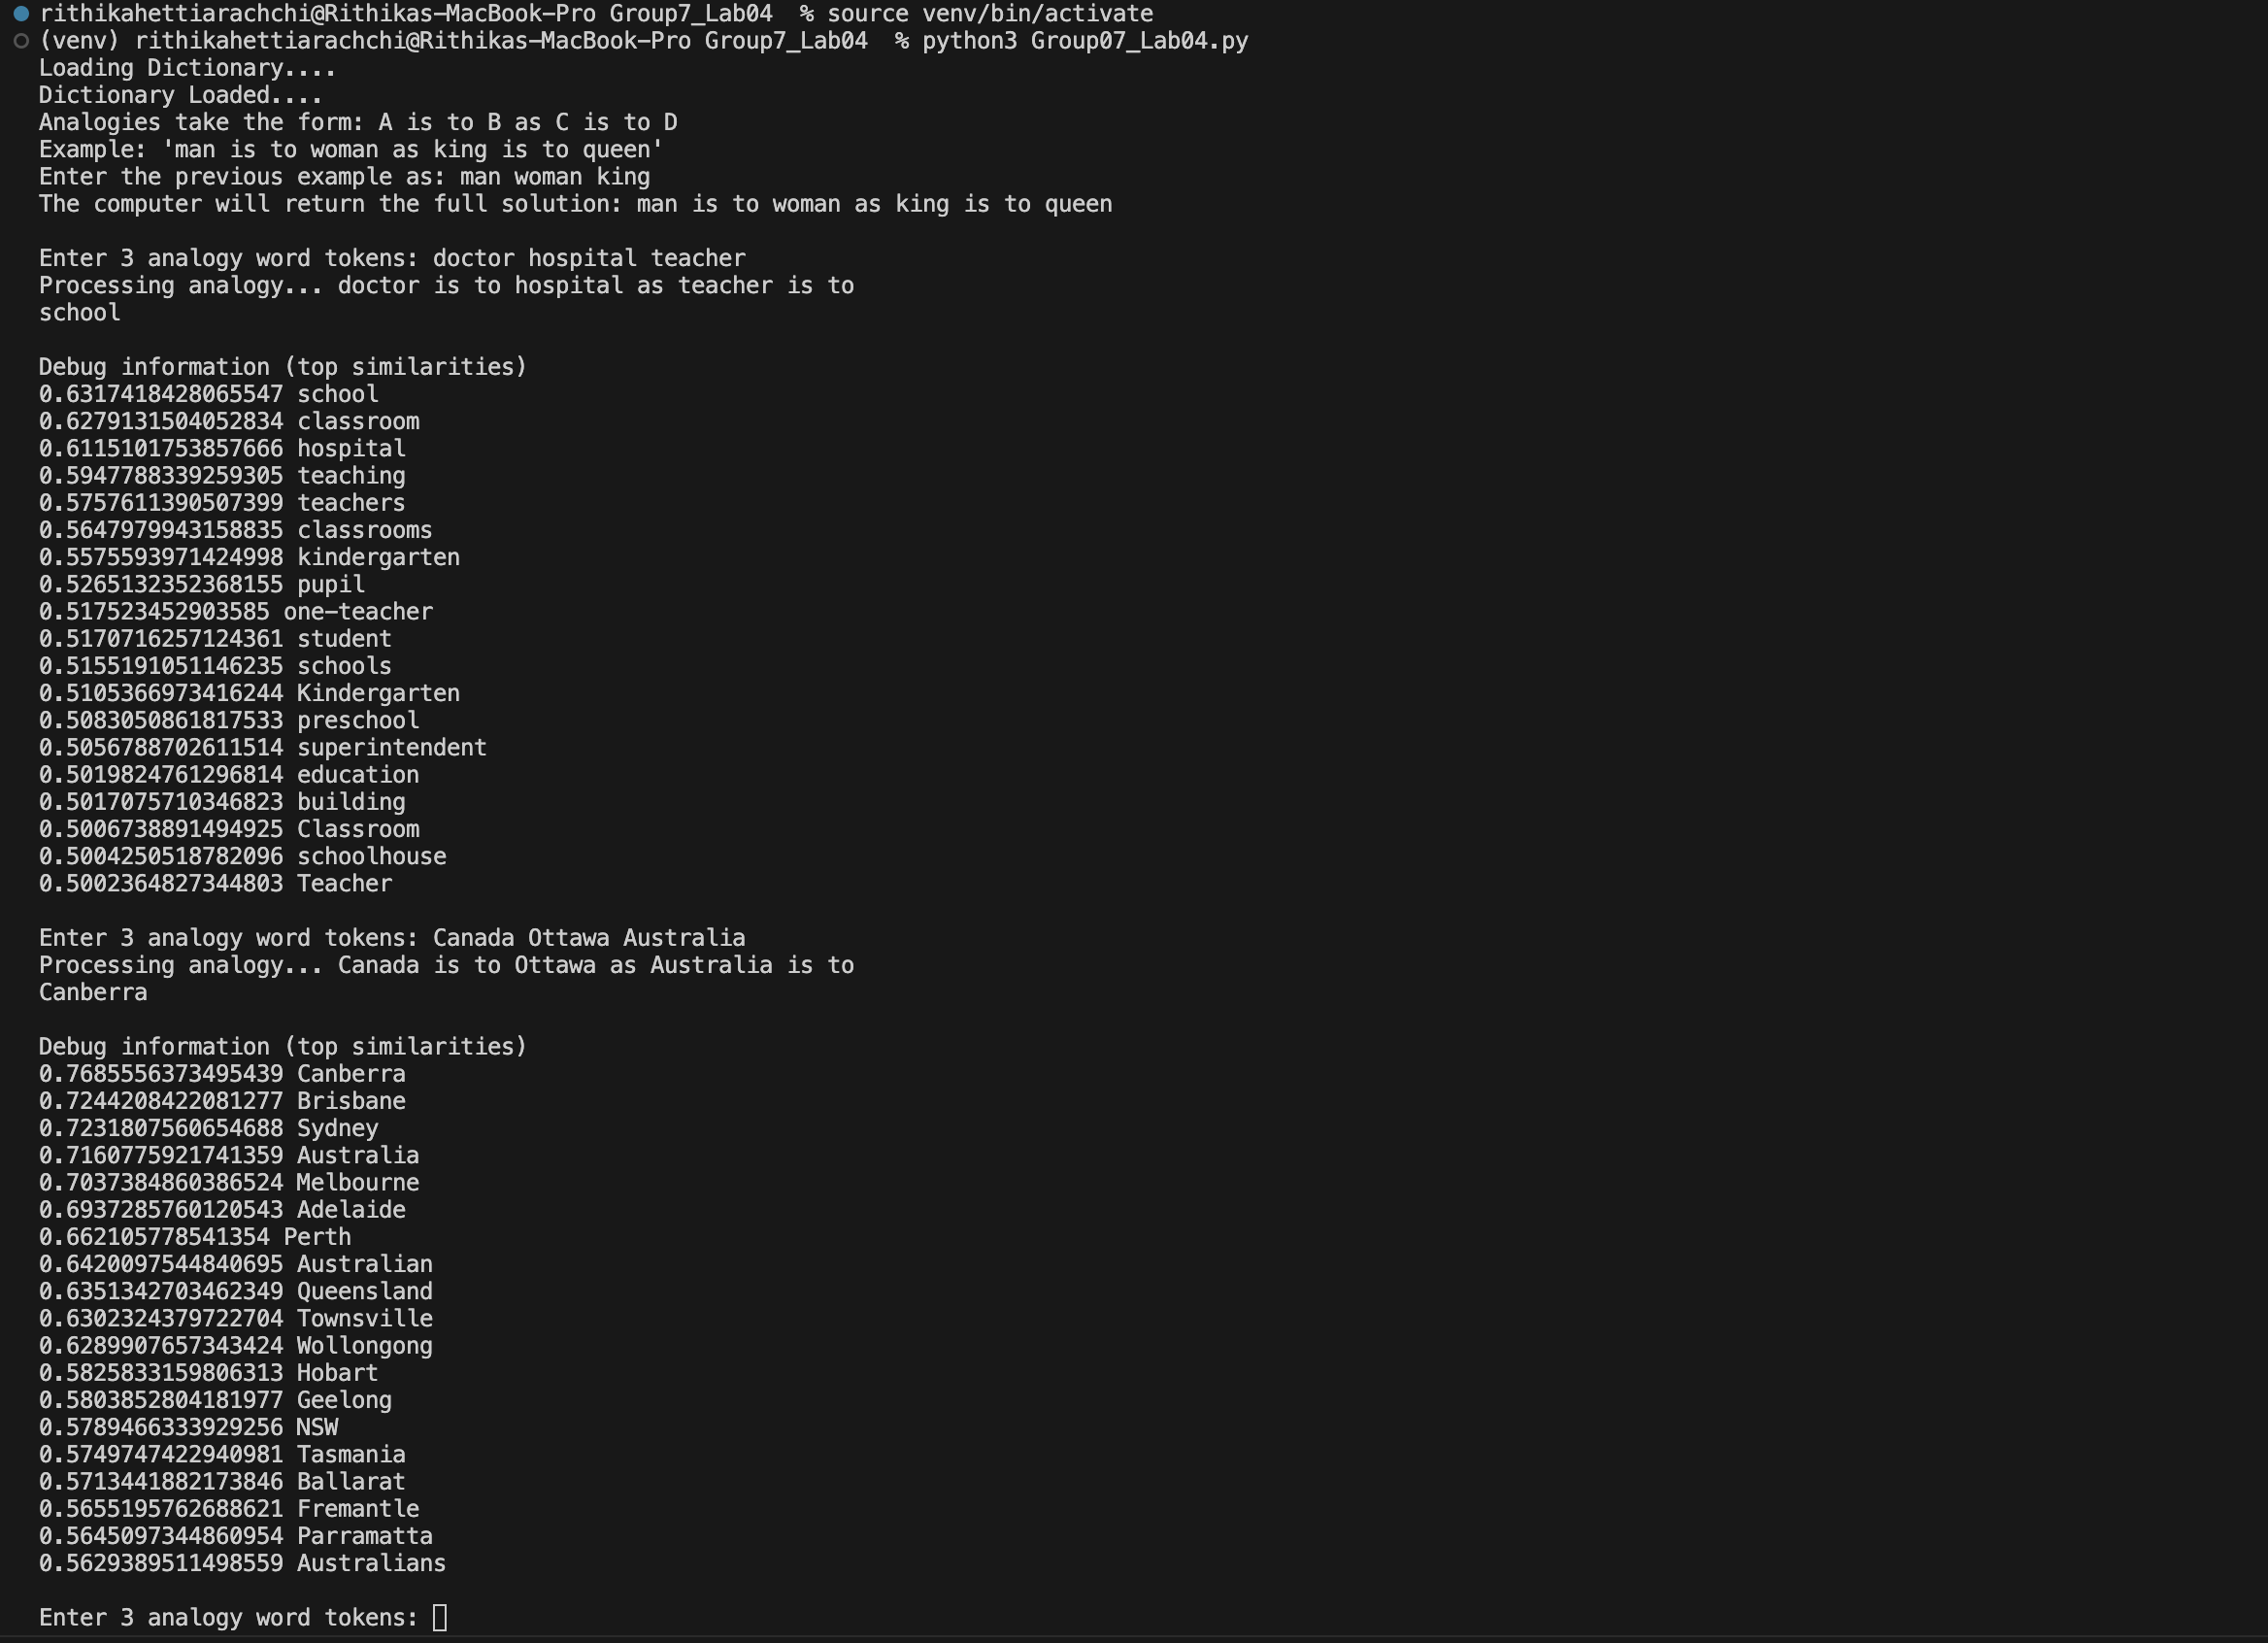 rithikahettiarachchi@Rithikas-MacBook-Pro Group7_Lab04 % source venv/bin/activate
(venv) rithikahettiarachchi@Rithikas-MacBook-Pro Group7_Lab04 % python3 Group07_Lab04.py
Loading Dictionary....
Dictionary Loaded....
Analogies take the form: A is to B as C is to D
Example: 'man is to woman as king is to queen'
Enter the previous example as: man woman king
The computer will return the full solution: man is to woman as king is to queen
Enter 3 analogy word tokens: doctor hospital teacher
Processing analogy... doctor is to hospital as teacher is to
school
Debug information (top similarities)
0.6317418428065547 school
0.6279131504052834 classroom
0.6115101753857666 hospital
0.5947788339259305 teaching
0.5757611390507399 teachers
0.5647979943158835 classrooms
0.5575593971424998 kindergarten
0.5265132352368155 pupil
0.517523452903585 one-teacher
0.5170716257124361 student
0.5155191051146235 schools
0.5105366973416244 Kindergarten
0.5083050861817533 preschool
0.5056788702611514 superintendent
0.5019824761296814 education
0.5017075710346823 building
0.5006738891494925 Classroom
0.5004250518782096 schoolhouse
0.5002364827344803 Teacher
Enter 3 analogy word tokens: Canada Ottawa Australia
Processing analogy... Canada is to Ottawa as Australia is to
Canberra
Debug information (top similarities)
0.7685556373495439 Canberra
0.7244208422081277 Brisbane
0.7231807560654688 Sydney
0.7160775921741359 Australia
0.7037384860386524 Melbourne
0.6937285760120543 Adelaide
0.662105778541354 Perth
0.6420097544840695 Australian
0.6351342703462349 Queensland
0.6302324379722704 Townsville
0.6289907657343424 Wollongong
0.5825833159806313 Hobart
0.5803852804181977 Geelong
0.5789466333929256 NSW
0.5749747422940981 Tasmania
0.5713441882173846 Ballarat
0.5655195762688621 Fremantle
0.5645097344860954 Parramatta
0.5629389511498559 Australians
Enter 3 analogy word tokens: